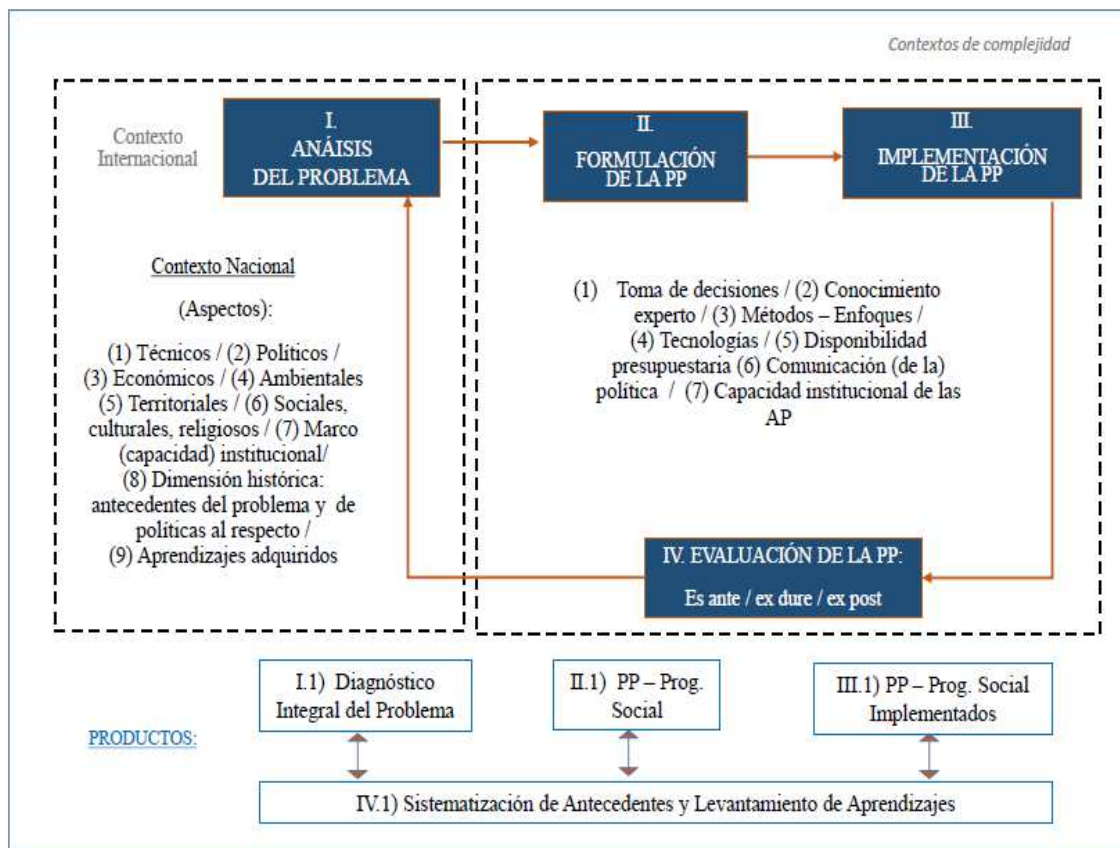 Contextos de complejidad
Contexto
Internacional
I.
ANÁISIS
DEL PROBLEMA
II.
FORMULACIÓN
DE LA PP
III.
IMPLEMENTACIÓN
DE LA PP
Contexto Nacional
(Aspectos):
(1) Técnicos / (2) Políticos /
(3) Económicos / (4) Ambientales
(5) Territoriales / (6) Sociales,
culturales, religiosos / (7) Marco
(capacidad) institucional/
(8) Dimensión histórica:
antecedentes del problema y de
políticas al respecto /
(9) Aprendizajes adquiridos
(1) Toma de decisiones / (2) Conocimiento
experto / (3) Métodos – Enfoques /
(4) Tecnologías / (5) Disponibilidad
presupuestaria (6) Comunicación (de la)
política / (7) Capacidad institucional de las
AP
IV. EVALUACIÓN DE LA PP:
Es ante / ex dure / ex post
I.1) Diagnóstico
Integral del Problema
II.1) PP – Prog.
Social
III.1) PP – Prog. Social
Implementados
PRODUCTOS:
IV.1) Sistematización de Antecedentes y Levantamiento de Aprendizajes